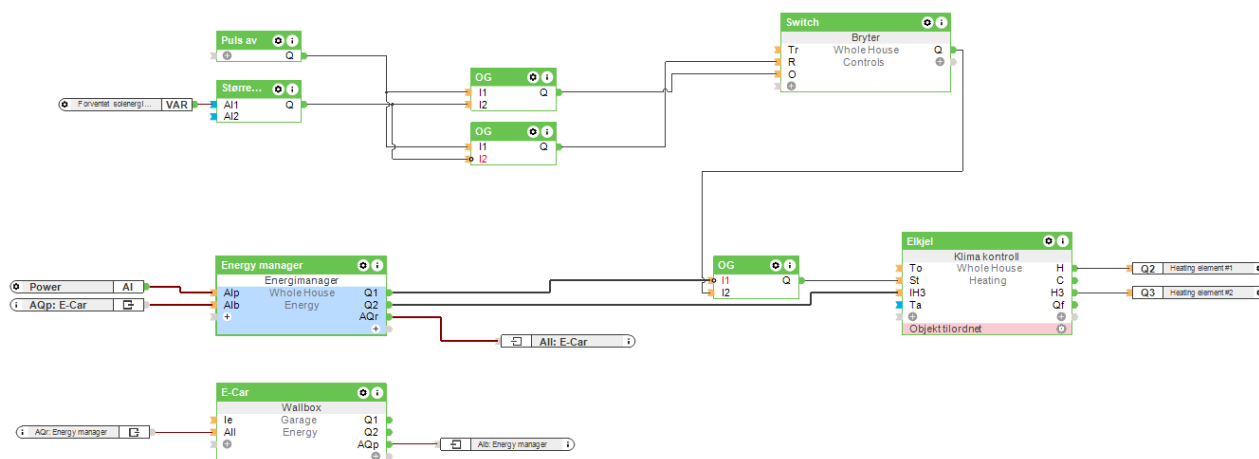 Puls av
Q
Større...
AI1 Q
AI2
Forventet solenergi... VAR
OG
I1 Q
I2
OG
I1 Q
I2
Switch
Bryter
Tr Whole House Q
R Controls
O
Energy manager
Energimanager
AIp Whole House Q1
AIb Energy Q2
AQr
Power AI
AQp: E-Car
AII: E-Car
OG
I1 Q
I2
Elkjel
Klima kontroll
To Whole House H
St Heating C
IH3 H3
Ta Qf
Objekt tilordnet
Q2 Heating element #1
Q3 Heating element #2
E-Car
Wallbox
Ie Garage Q1
AII Energy Q2
AQp
AQr: Energy manager
AIb: Energy manager